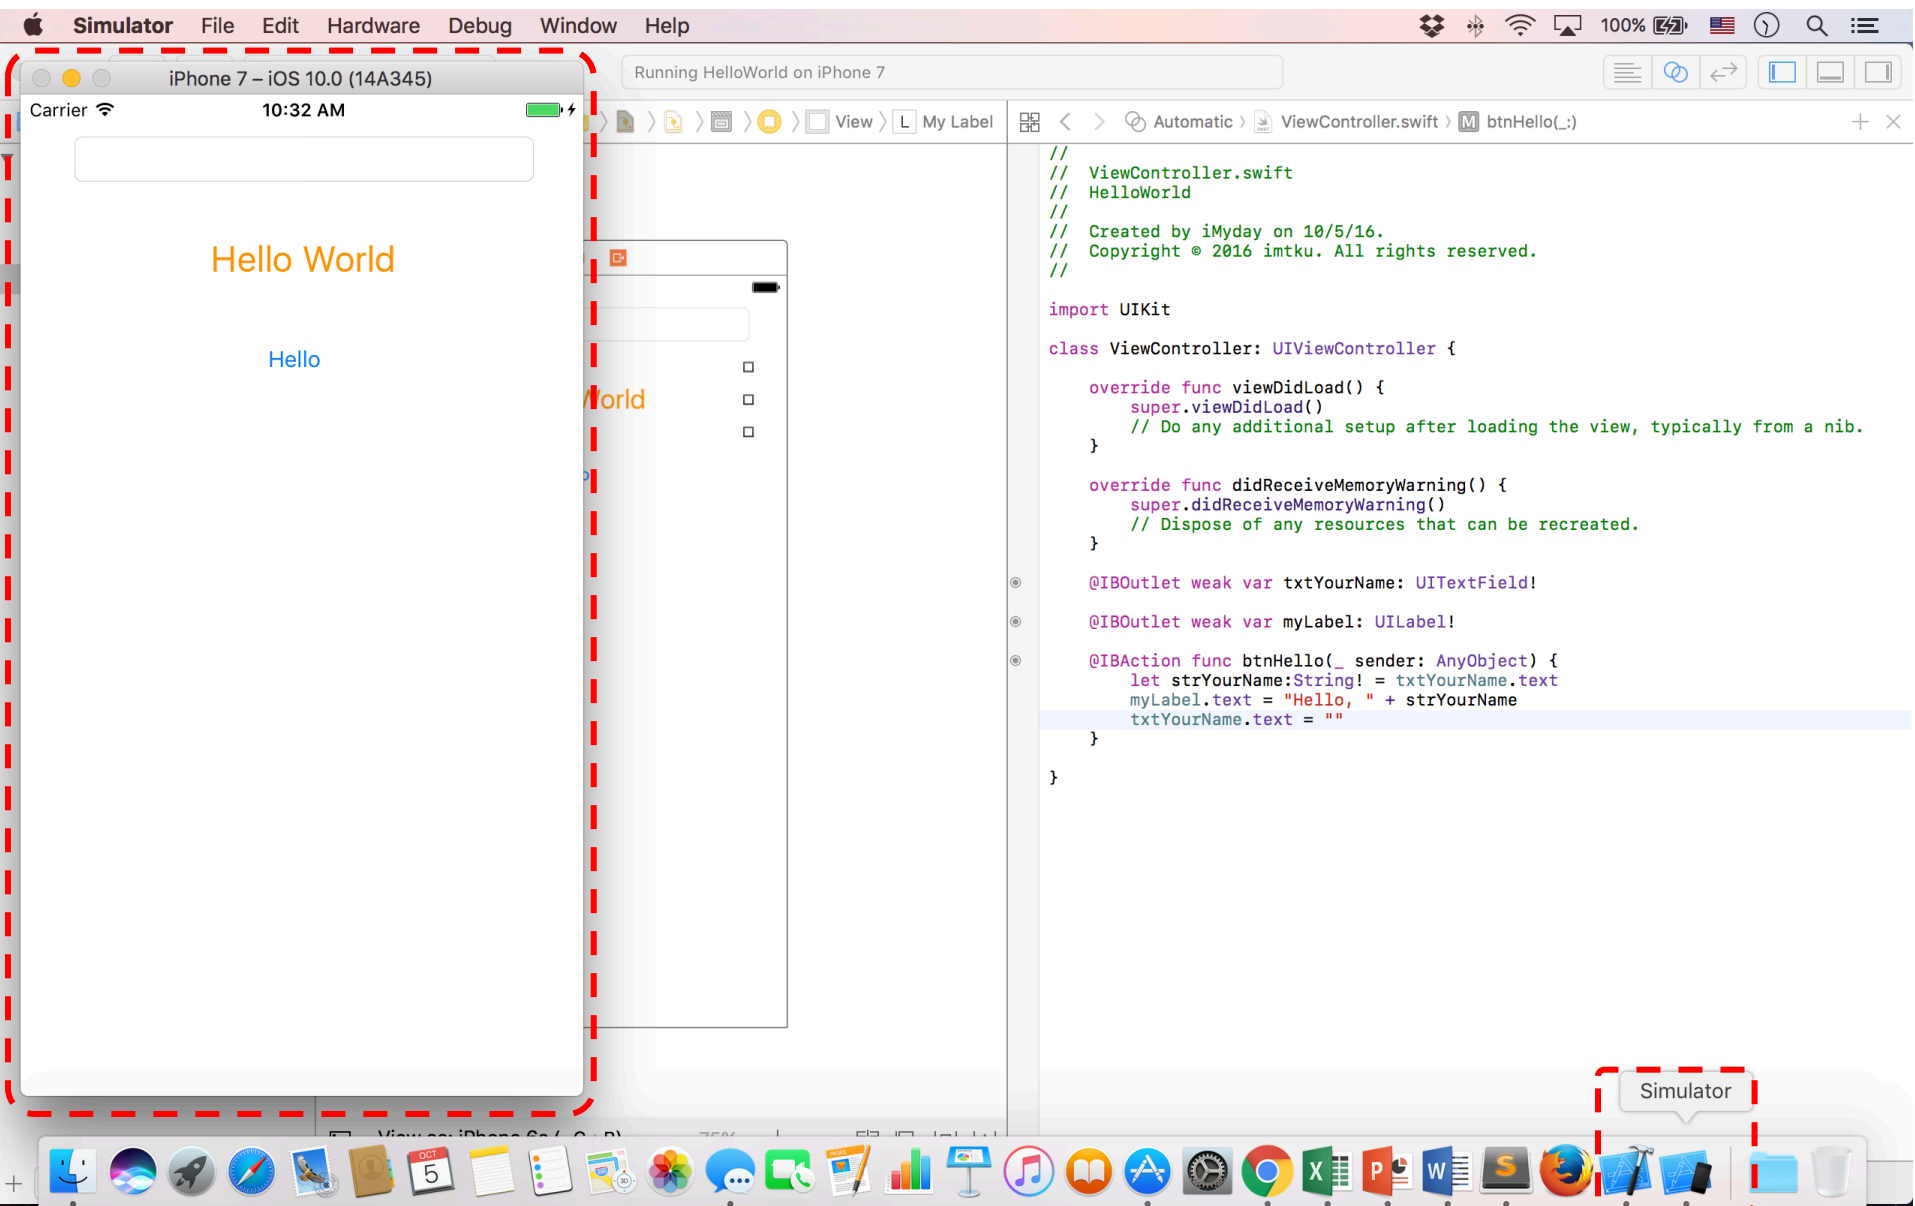 Simulator File Edit Hardware Debug Window Help 100%
iPhone 7 – iOS 10.0 (14A345)
Running HelloWorld on iPhone 7
Carrier 10:32 AM
View L My Label
Automatic ViewController.swift M btnHello(_:)
Hello World
Hello
World
//
// ViewController.swift
// HelloWorld
//
// Created by iMyday on 10/5/16.
// Copyright © 2016 imtku. All rights reserved.
//
import UIKit
class ViewController: UIViewController {
override func viewDidLoad() {
super.viewDidLoad()
// Do any additional setup after loading the view, typically from a nib.
}
override func didReceiveMemoryWarning() {
super.didReceiveMemoryWarning()
// Dispose of any resources that can be recreated.
}
@IBOutlet weak var txtYourName: UITextField!
@IBOutlet weak var myLabel: UILabel!
@IBAction func btnHello(_ sender: AnyObject) {
let strYourName:String! = txtYourName.text
myLabel.text = "Hello, " + strYourName
txtYourName.text = ""
}
}
Simulator
OCT
5
PAGES